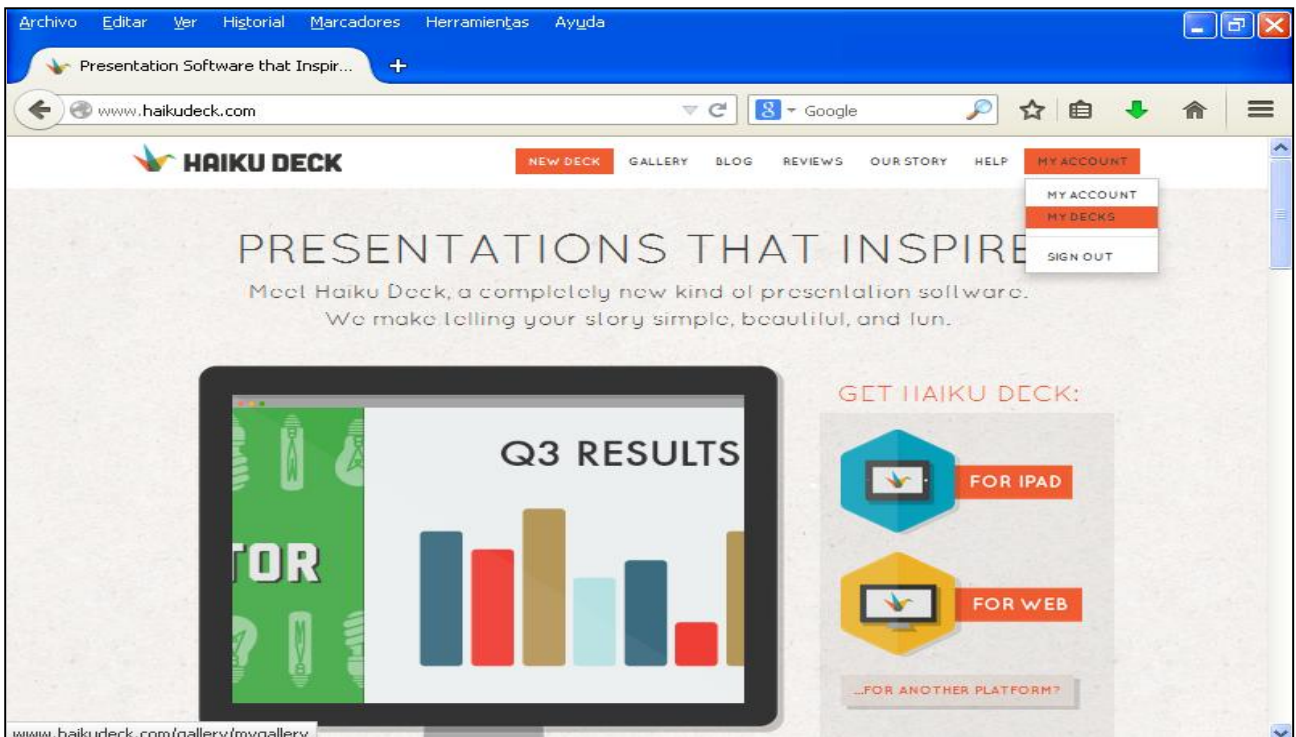 Archivo Editar Ver Historial Marcadores Herramientas Ayuda
Presentation Software that Inspir...
www.haikudeck.com
Google
HAIKU DECK
NEW DECK GALLERY BLOG REVIEWS OUR STORY HELP MY ACCOUNT
MY ACCOUNT
MY DECKS
SIGN OUT
PRESENTATIONS THAT INSPIRE
Meet Haiku Deck, a completely new kind of presentation software.
We make telling your story simple, beautiful, and fun.
GET HAIKU DECK:
Q3 RESULTS
TOR
FOR IPAD
FOR WEB
...FOR ANOTHER PLATFORM?
www.haikudeck.com/gallery/mygallery